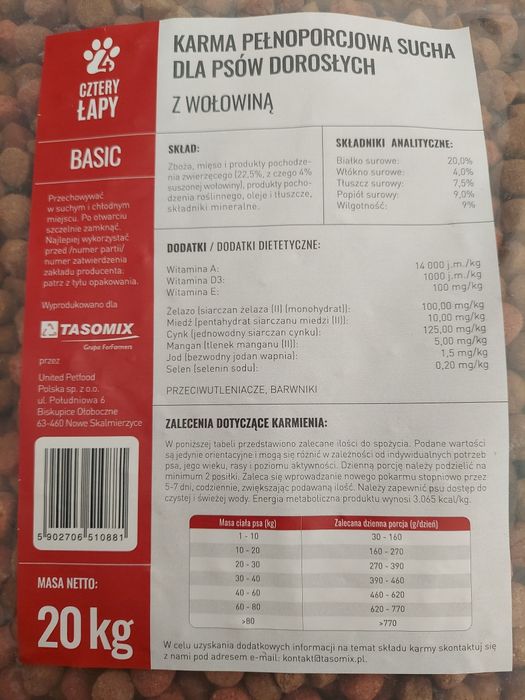 CZTERY
ŁAPY
BASIC
Przechowywać
w suchym i chłodnym
miejscu. Po otwarciu
szczelnie zamknąć.
Najlepiej wykorzystać
przed /numer partii/
numer zatwierdzenia
zakładu producenta:
patrz z tyłu opakowania.
Wyprodukowano dla
TASOMIX
Grupa ForFarmers
przez
United Petfood
Polska sp. z o.o.
ul. Południowa 6
Biskupice Ołoboczne
63-460 Nowe Skalmierzyce
5 902706 510881
MASA NETTO:
20 kg
KARMA PEŁNOPORCJOWA SUCHA
DLA PSÓW DOROSŁYCH
Z WOŁOWINĄ
SKŁAD:
Zboża, mięso i produkty pochodze-
nia zwierzęcego (22,5%, z czego 4%
suszonej wołowiny), produkty pocho-
dzenia roślinnego, oleje i tłuszcze,
składniki mineralne.
SKŁADNIKI ANALITYCZNE:
Białko surowe: 20,0%
Włókno surowe: 4,0%
Tłuszcz surowy: 7,5%
Popiół surowy: 9,0%
Wilgotność: 9%
DODATKI / DODATKI DIETETYCZNE:
Witamina A: 14 000 j.m./kg
Witamina D3: 1000 j.m./kg
Witamina E: 100 mg/kg
Żelazo (siarczan żelaza (II) (monohydrat)): 100,00 mg/kg
Miedź (pentahydrat siarczanu miedzi (II)): 10,00 mg/kg
Cynk (jednowodny siarczan cynku): 125,00 mg/kg
Mangan (tlenek manganu (II)): 5,00 mg/kg
Jod (bezwodny jodan wapnia): 1,5 mg/kg
Selen (selenin sodu): 0,20 mg/kg
PRZECIWUTLENIACZE, BARWNIKI
ZALECENIA DOTYCZĄCE KARMIENIA:
W poniższej tabeli przedstawiono zalecane ilości do spożycia. Podane wartości
są jedynie orientacyjne i mogą się różnić w zależności od indywidualnych potrzeb
psa, jego wieku, rasy i poziomu aktywności. Dzienną porcję należy podzielić na
minimum 2 posiłki. Zaleca się wprowadzenie nowego pokarmu stopniowo przez
5-7 dni, codziennie, zwiększając podawaną ilość. Należy zapewnić psu dostęp do
czystej i świeżej wody. Energia metaboliczna produktu wynosi 3.065 kcal/kg.
Masa ciała psa (kg) Zalecana dzienna porcja (g/dzień)
1 - 10 30 - 160
10 - 20 160 - 270
20 - 30 270 - 390
30 - 40 390 - 460
40 - 60 460 - 620
60 - 80 620 - 770
>80 >770
W celu uzyskania dodatkowych informacji na temat składu karmy skontaktuj się
z nami pod adresem e-mail: kontakt@tasomix.pl.